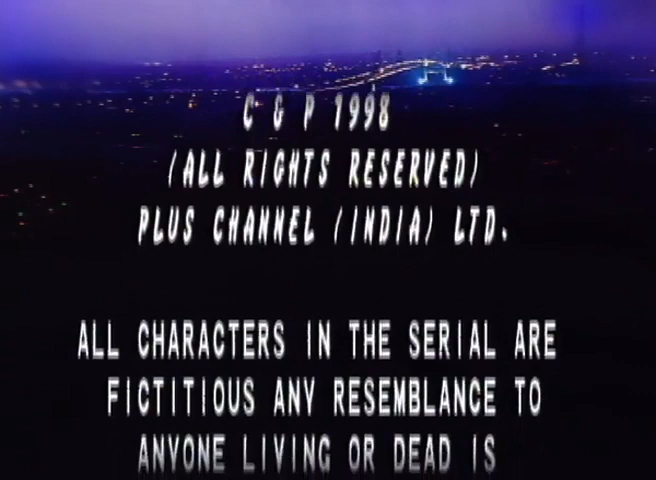 C G P 1998
(ALL RIGHTS RESERVED)
PLUS CHANNEL (INDIA) LTD.
ALL CHARACTERS IN THE SERIAL ARE
FICTITIOUS ANY RESEMBLANCE TO
ANYONE LIVING OR DEAD IS